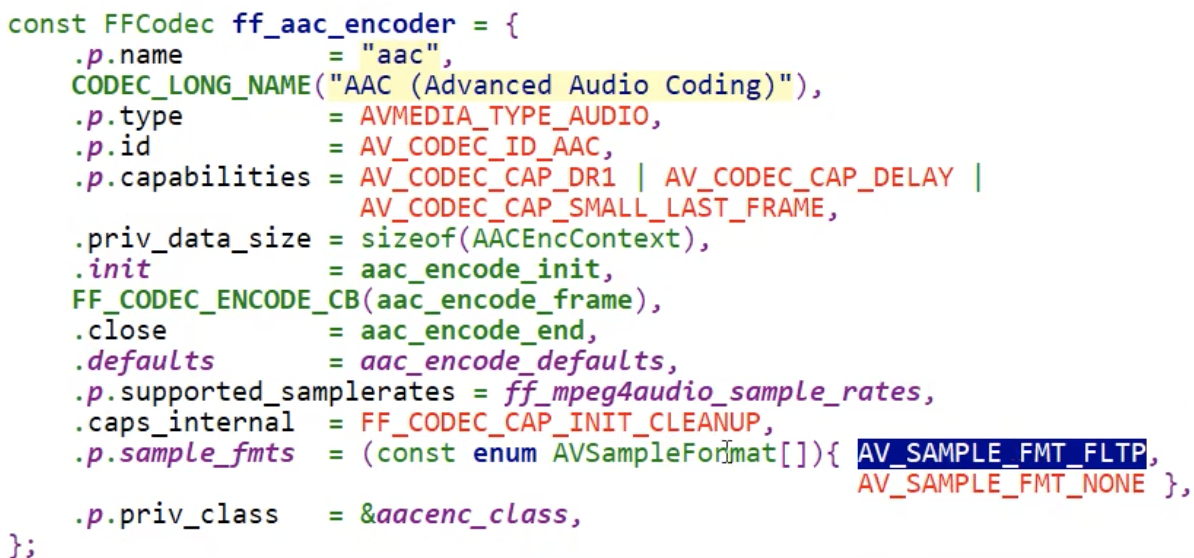 const FFCodec ff_aac_encoder = {
    .p.name           = "aac",
    CODEC_LONG_NAME("AAC (Advanced Audio Coding)"),
    .p.type           = AVMEDIA_TYPE_AUDIO,
    .p.id             = AV_CODEC_ID_AAC,
    .p.capabilities = AV_CODEC_CAP_DR1 | AV_CODEC_CAP_DELAY |
                      AV_CODEC_CAP_SMALL_LAST_FRAME,
    .priv_data_size = sizeof(AACEncContext),
    .init           = aac_encode_init,
    FF_CODEC_ENCODE_CB(aac_encode_frame),
    .close          = aac_encode_end,
    .defaults       = aac_encode_defaults,
    .p.supported_samplerates = ff_mpeg4audio_sample_rates,
    .caps_internal  = FF_CODEC_CAP_INIT_CLEANUP,
    .p.sample_fmts  = (const enum AVSampleFormat[]){ AV_SAMPLE_FMT_FLTP,
                                                     AV_SAMPLE_FMT_NONE },
    .p.priv_class   = &aacenc_class,
};